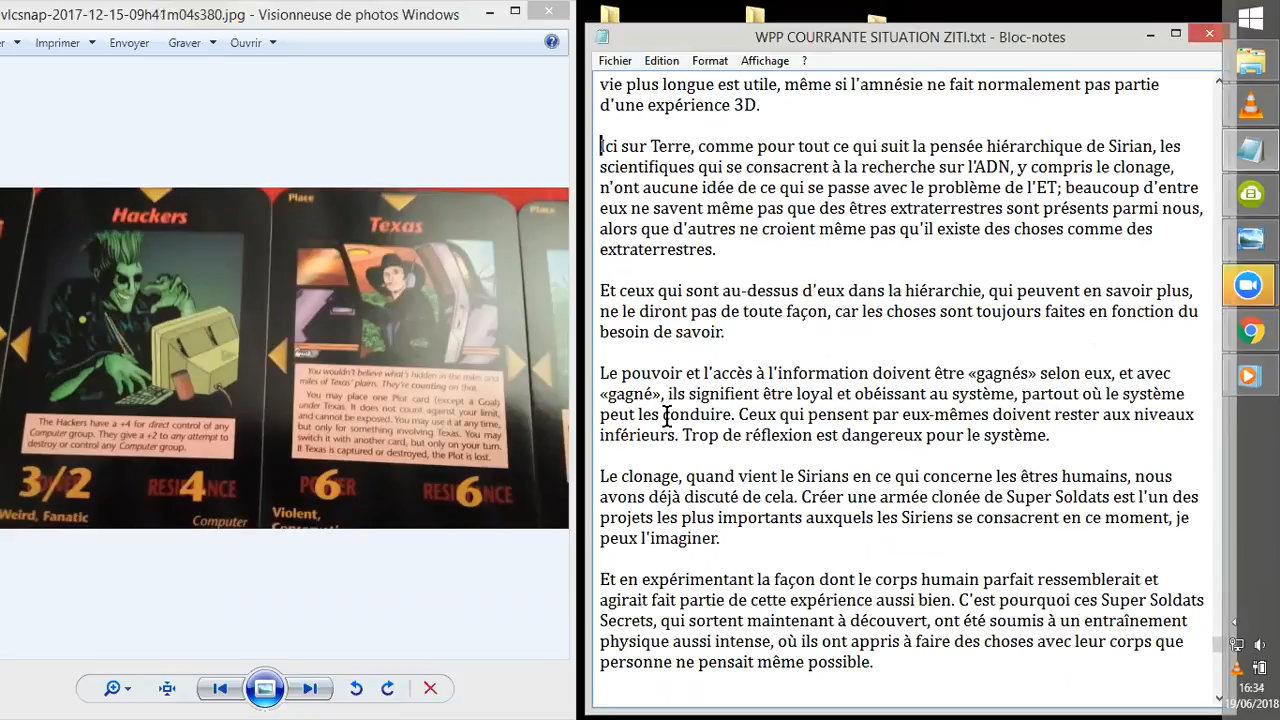 vlcsnap-2017-12-15-09h41m04s380.jpg - Visionneuse de photos Windows
Imprimer
Envoyer
Graver
Ouvrir
Hackers
The Hackers have a +4 for direct control of any
Computer group. They give a +2 to any attempt to
destroy or control any Computer group.
3/2
RESISTANCE 4
Weird, Fanatic
Computer
Place
Texas
You wouldn't believe what's hidden in the miles and
miles of Texas' plains. They're counting on that.
You may place one Plot card (except a Goal)
under Texas. It does not count against your limit,
and cannot be exposed. You may use it at any time,
but only for something involving Texas. You may
switch it with another card, but only on your turn.
If Texas is captured or destroyed, the Plot is lost.
POWER 6
RESISTANCE 6
Violent,
Place
WPP COURRANTE SITUATION ZITI.txt - Bloc-notes
Fichier Edition Format Affichage ?
vie plus longue est utile, même si l'amnésie ne fait normalement pas partie
d'une expérience 3D.
Ici sur Terre, comme pour tout ce qui suit la pensée hiérarchique de Sirian, les
scientifiques qui se consacrent à la recherche sur l'ADN, y compris le clonage,
n'ont aucune idée de ce qui se passe avec le problème de l'ET; beaucoup d'entre
eux ne savent même pas que des êtres extraterrestres sont présents parmi nous,
alors que d'autres ne croient même pas qu'il existe des choses comme des
extraterrestres.
Et ceux qui sont au-dessus d'eux dans la hiérarchie, qui peuvent en savoir plus,
ne le diront pas de toute façon, car les choses sont toujours faites en fonction du
besoin de savoir.
Le pouvoir et l'accès à l'information doivent être «gagnés» selon eux, et avec
«gagné», ils signifient être loyal et obéissant au système, partout où le système
peut les conduire. Ceux qui pensent par eux-mêmes doivent rester aux niveaux
inférieurs. Trop de réflexion est dangereux pour le système.
Le clonage, quand vient le Sirians en ce qui concerne les êtres humains, nous
avons déjà discuté de cela. Créer une armée clonée de Super Soldats est l'un des
projets les plus importants auxquels les Siriens se consacrent en ce moment, je
peux l'imaginer.
Et en expérimentant la façon dont le corps humain parfait ressemblerait et
agirait fait partie de cette expérience aussi bien. C'est pourquoi ces Super Soldats
Secrets, qui sortent maintenant à découvert, ont été soumis à un entraînement
physique aussi intense, où ils ont appris à faire des choses avec leur corps que
personne ne pensait même possible.
16:34
19/06/2018